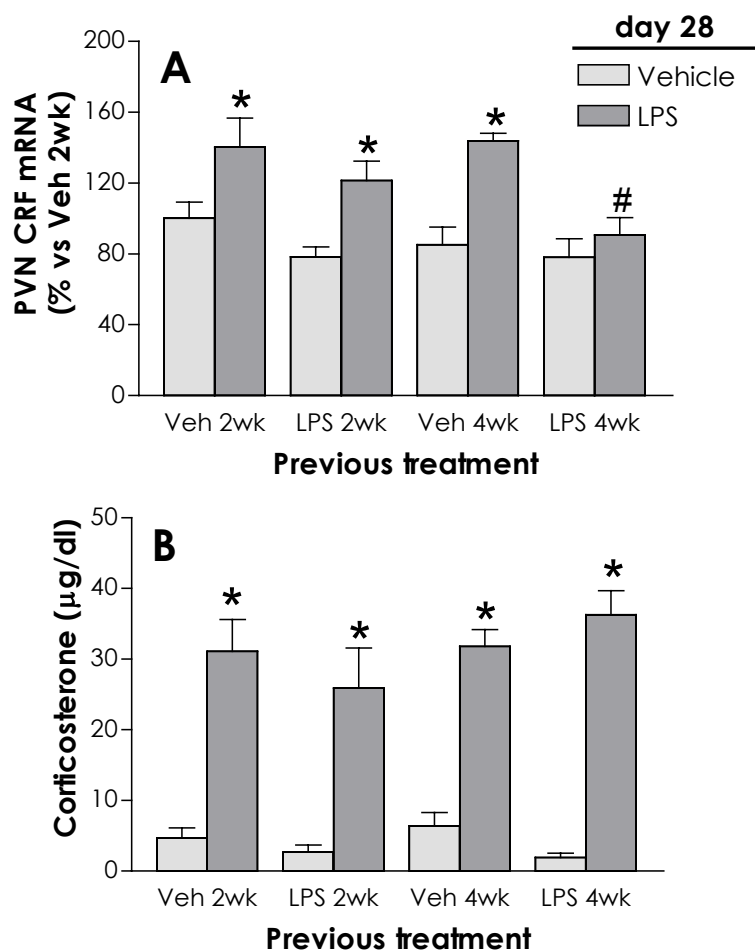 day 28
Vehicle
LPS
A
PVN CRF mRNA
(% vs Veh 2wk)
200
160
120
80
40
0
*
*
*
#
Veh 2wk LPS 2wk Veh 4wk LPS 4wk
Previous treatment
B
Corticosterone (µg/dl)
50
40
30
20
10
0
*
*
*
*
Veh 2wk LPS 2wk Veh 4wk LPS 4wk
Previous treatment